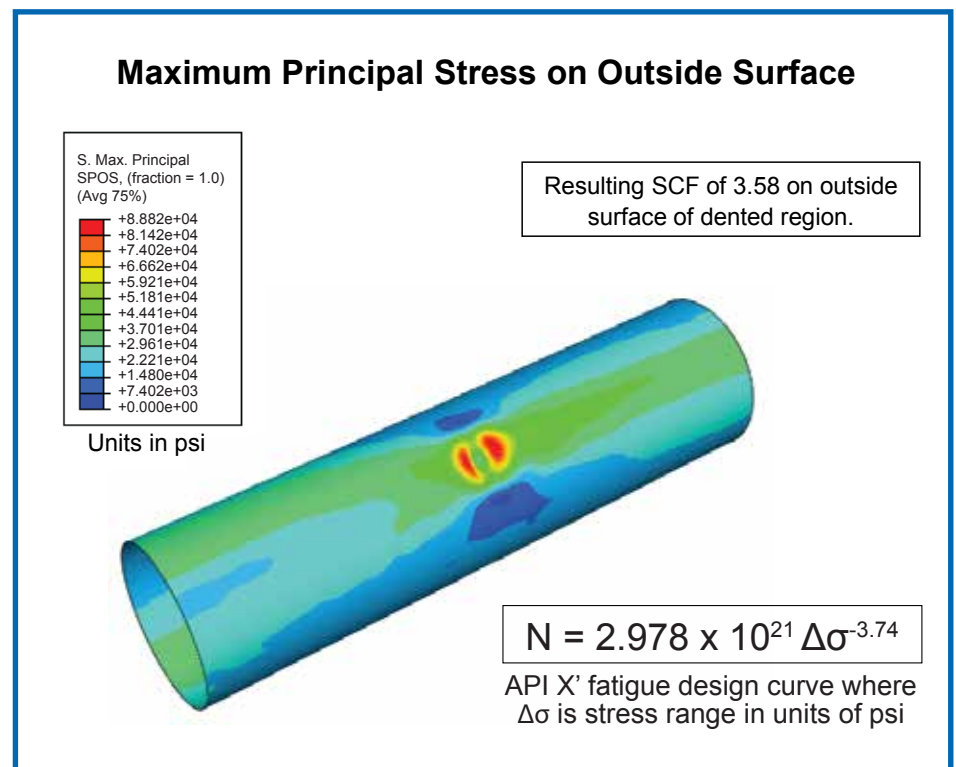 Maximum Principal Stress on Outside Surface
S. Max. Principal
SPOS, (fraction = 1.0)
(Avg 75%)
+8.882e+04
+8.142e+04
+7.402e+04
+6.662e+04
+5.921e+04
+5.181e+04
+4.441e+04
+3.701e+04
+2.961e+04
+2.221e+04
+1.480e+04
+7.402e+03
+0.000e+00
Units in psi
Resulting SCF of 3.58 on outside
surface of dented region.
N = 2.978 x 10²¹ Δσ⁻³·⁷⁴
API X’ fatigue design curve where
Δσ is stress range in units of psi